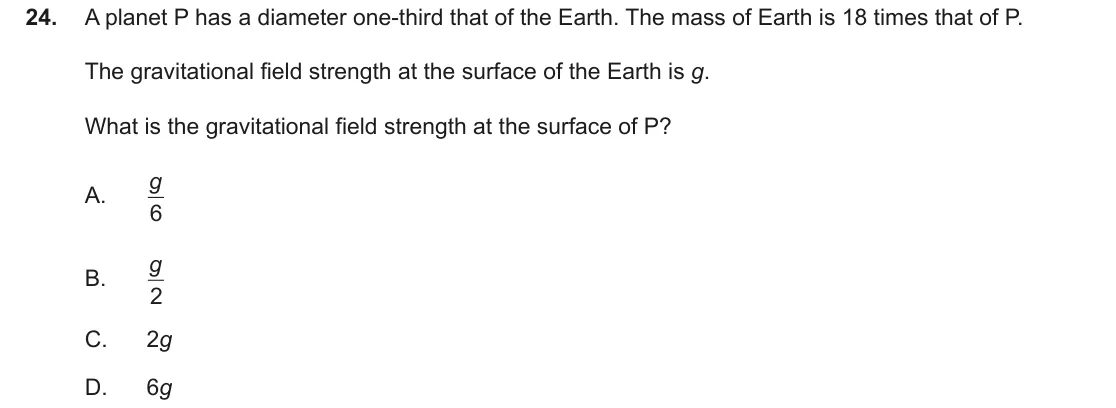 24. A planet P has a diameter one-third that of the Earth. The mass of Earth is 18 times that of P.
The gravitational field strength at the surface of the Earth is g.
What is the gravitational field strength at the surface of P?
A. g/6
B. g/2
C. 2g
D. 6g